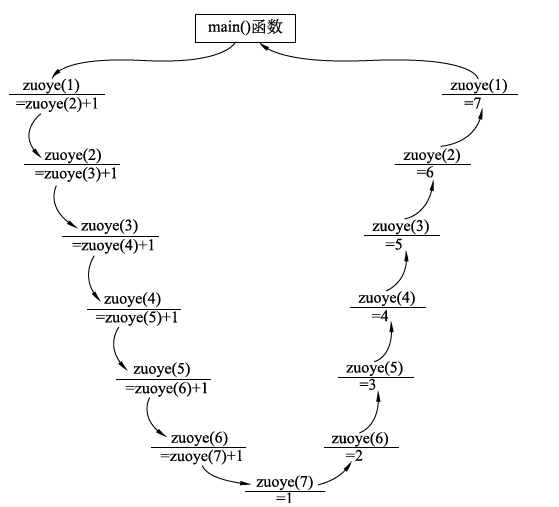 main()函数
zuoye(1)
=zuoye(2)+1
zuoye(2)
=zuoye(3)+1
zuoye(3)
=zuoye(4)+1
zuoye(4)
=zuoye(5)+1
zuoye(5)
=zuoye(6)+1
zuoye(6)
=zuoye(7)+1
zuoye(7)
=1
zuoye(6)
=2
zuoye(5)
=3
zuoye(4)
=4
zuoye(3)
=5
zuoye(2)
=6
zuoye(1)
=7